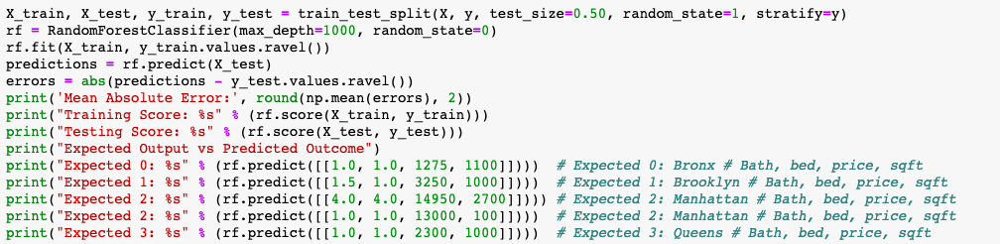 X_train, X_test, y_train, y_test = train_test_split(X, y, test_size=0.50, random_state=1, stratify=y)
rf = RandomForestClassifier(max_depth=1000, random_state=0)
rf.fit(X_train, y_train.values.ravel())
predictions = rf.predict(X_test)
errors = abs(predictions - y_test.values.ravel())
print('Mean Absolute Error:', round(np.mean(errors), 2))
print("Training Score: %s" % (rf.score(X_train, y_train)))
print("Testing Score: %s" % (rf.score(X_test, y_test)))
print("Expected Output vs Predicted Outcome")
print("Expected 0: %s" % (rf.predict([[1.0, 1.0, 1275, 1100]])))  # Expected 0: Bronx # Bath, bed, price, sqft
print("Expected 1: %s" % (rf.predict([[1.5, 1.0, 3250, 1000]])))  # Expected 1: Brooklyn # Bath, bed, price, sqft
print("Expected 2: %s" % (rf.predict([[4.0, 4.0, 14950, 2700]]))) # Expected 2: Manhattan # Bath, bed, price, sqft
print("Expected 2: %s" % (rf.predict([[1.0, 1.0, 13000, 100]])))  # Expected 2: Manhattan # Bath, bed, price, sqft
print("Expected 3: %s" % (rf.predict([[1.0, 1.0, 2300, 1000]])))  # Expected 3: Queens # Bath, bed, price, sqft